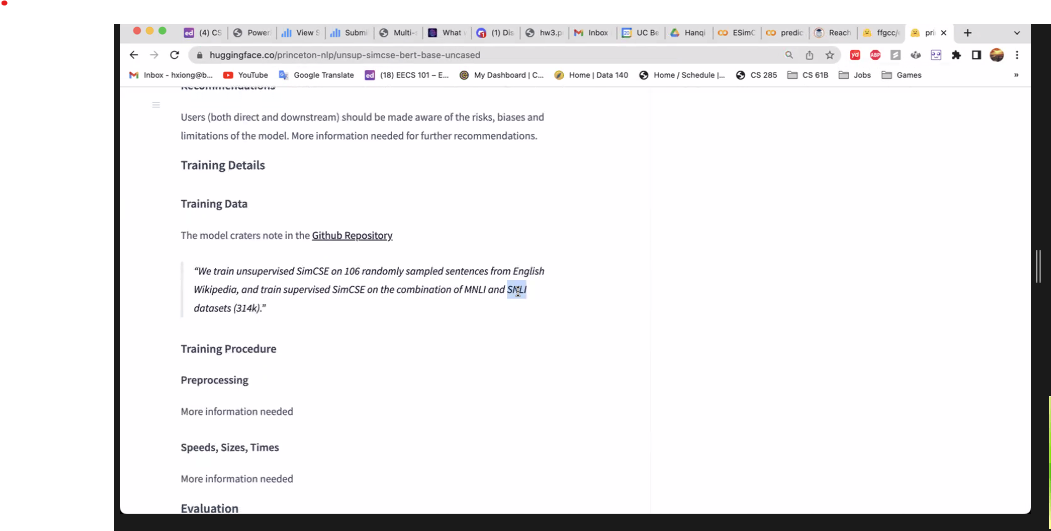 (4) CS
Power
View S
Submi
Multi-
What
(1) Dis
hw3.p
Inbox
UC Be
Hanqi
ESimC
predic
Reach
ffgccjk
pri
huggingface.co/princeton-nlp/unsup-simcse-bert-base-uncased
Inbox - hxiong@b...
YouTube
Google Translate
(18) EECS 101 – E...
My Dashboard | C...
Home | Data 140
Home / Schedule |...
CS 285
CS 61B
Jobs
Games
»
Recommendations
Users (both direct and downstream) should be made aware of the risks, biases and
limitations of the model. More information needed for further recommendations.
Training Details
Training Data
The model craters note in the Github Repository
“We train unsupervised SimCSE on 106 randomly sampled sentences from English
Wikipedia, and train supervised SimCSE on the combination of MNLI and SNLI
datasets (314k).”
Training Procedure
Preprocessing
More information needed
Speeds, Sizes, Times
More information needed
Evaluation